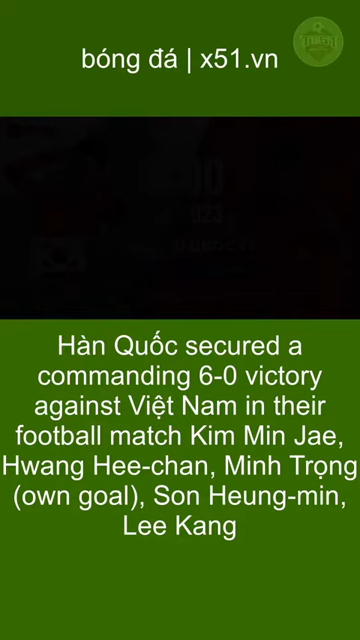 bóng đá | x51.vn
Hàn Quốc secured a
commanding 6-0 victory
against Việt Nam in their
football match Kim Min Jae,
Hwang Hee-chan, Minh Trọng
(own goal), Son Heung-min,
Lee Kang